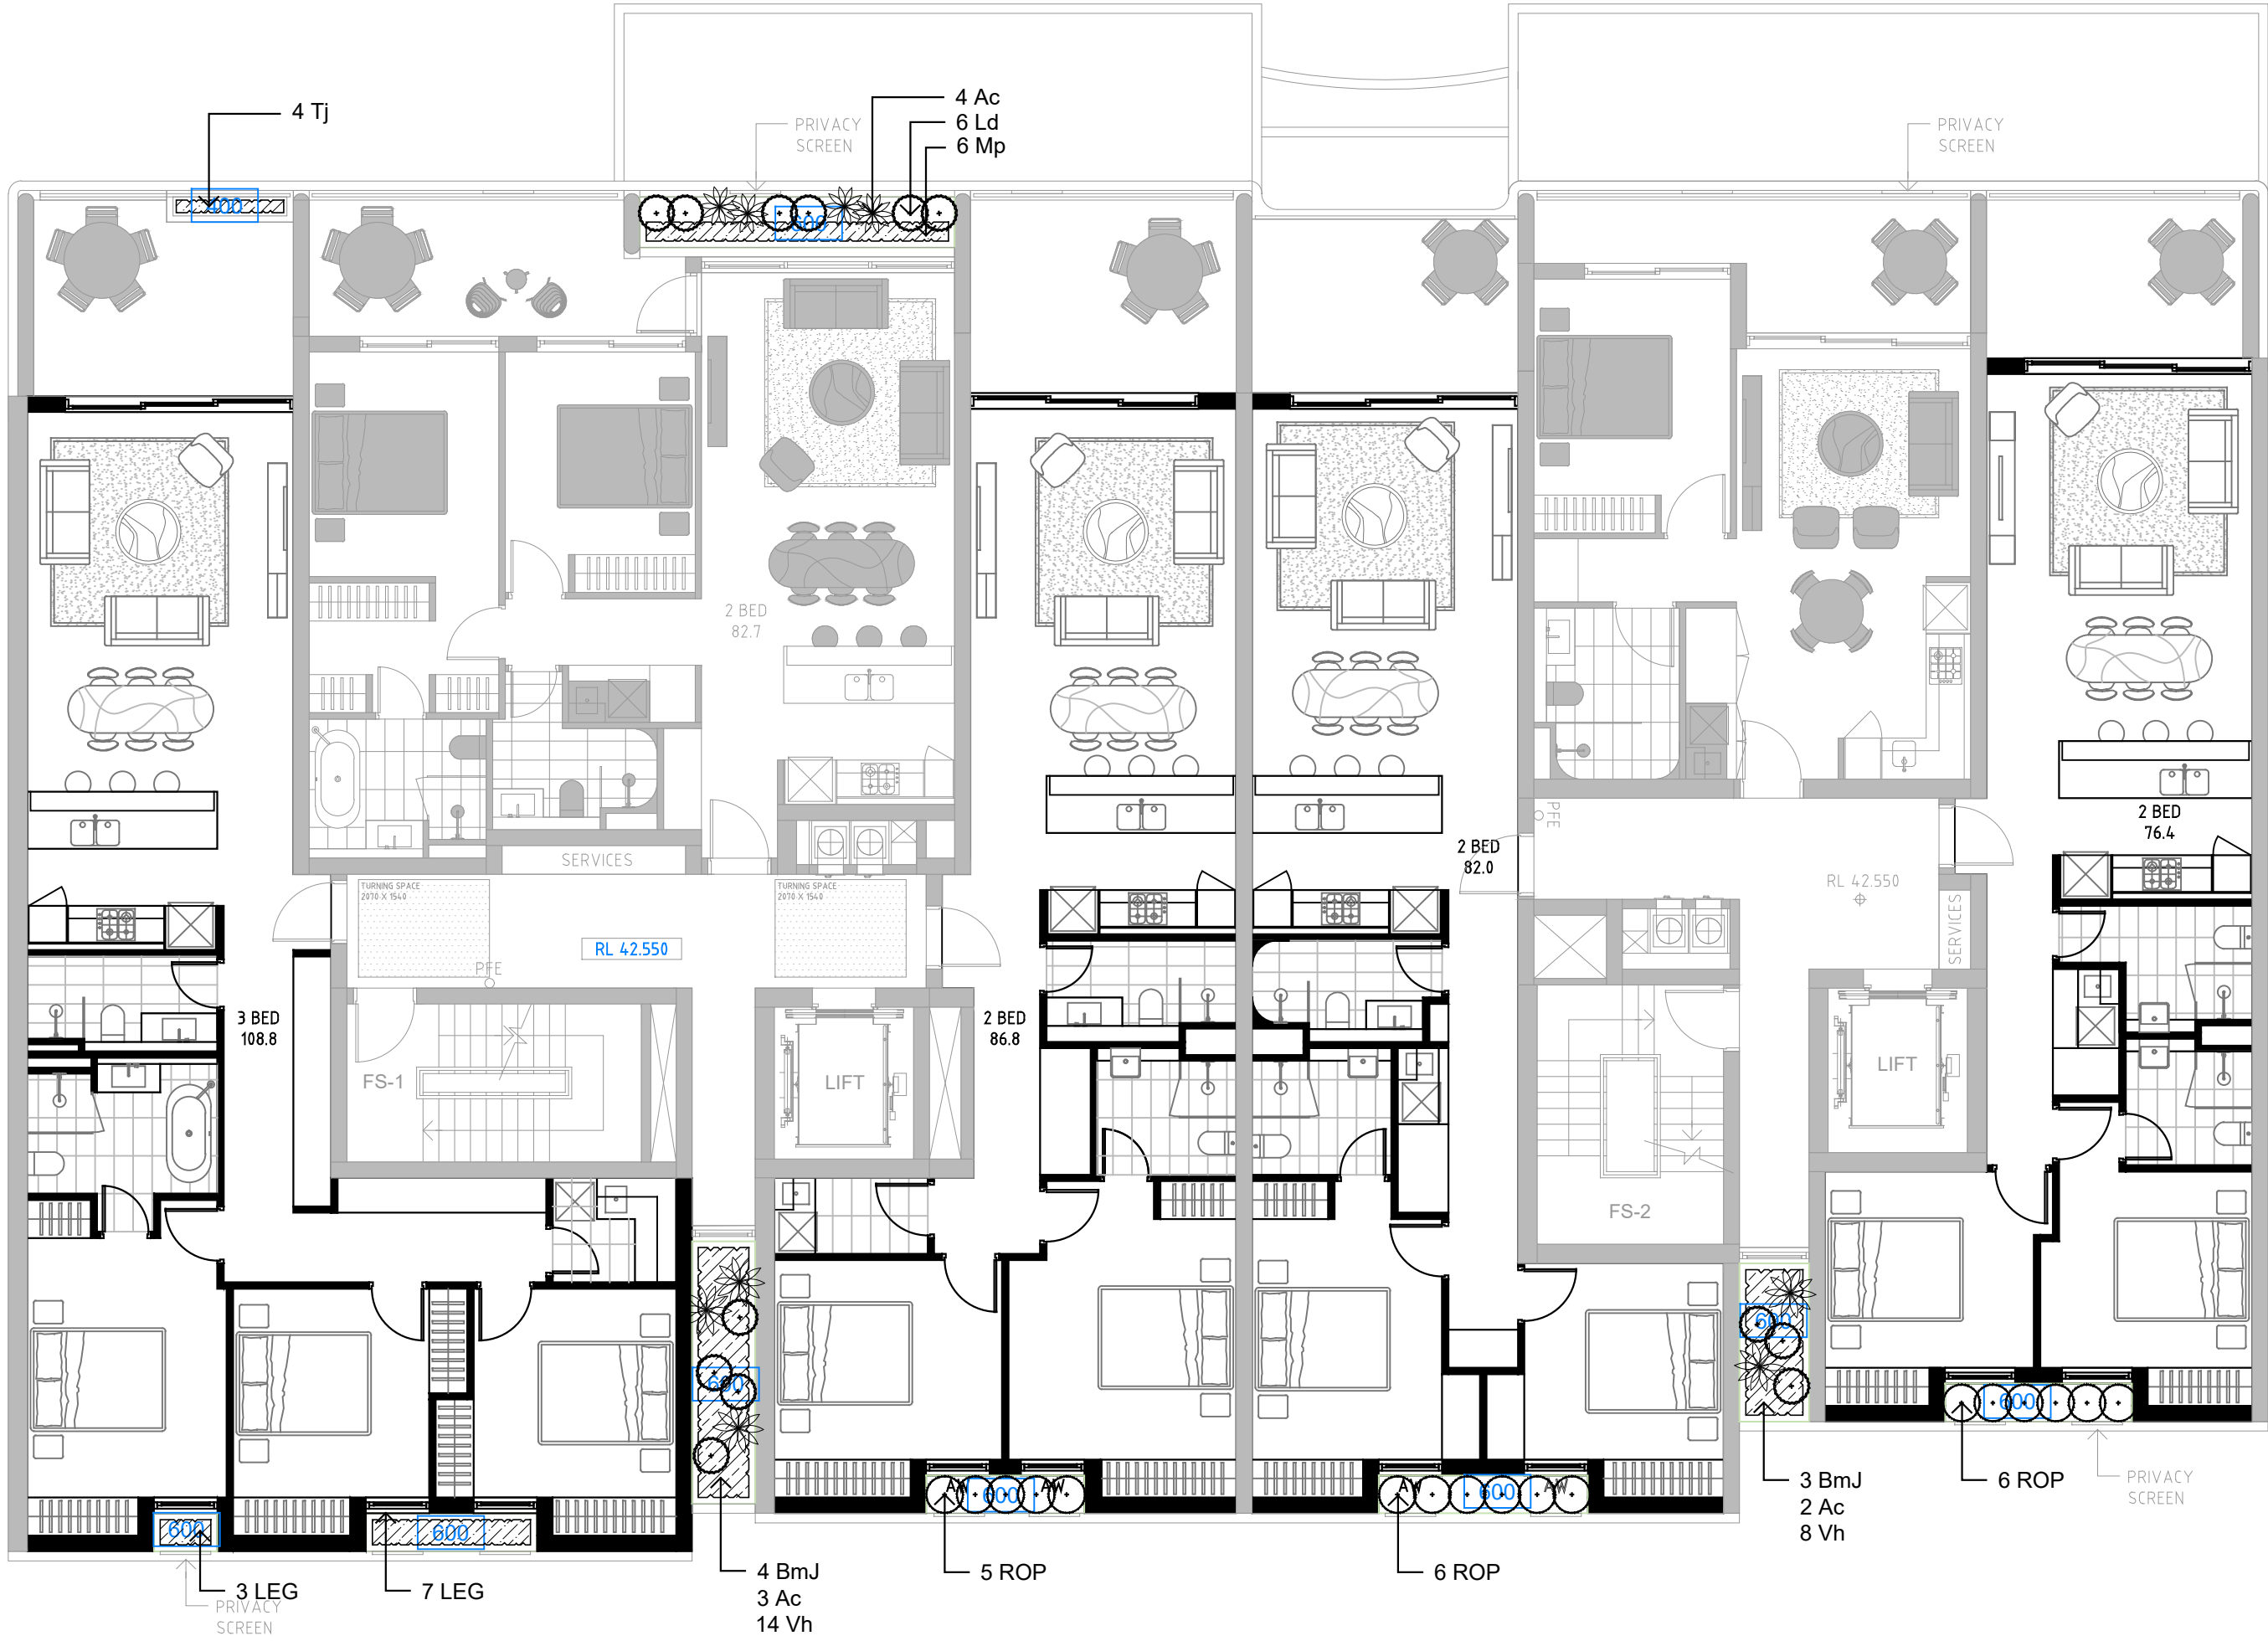 4 Tj
4 Ac
6 Ld
6 Mp
PRIVACY
SCREEN
PRIVACY
SCREEN
400
600
2 BED
82.7
2 BED
76.4
PFE
2 BED
82.0
SERVICES
TURNING SPACE
2070 X 1540
TURNING SPACE
2070 X 1540
RL 42.550
RL 42.550
SERVICES
PFE
3 BED
108.8
2 BED
86.8
FS-1
LIFT
LIFT
FS-2
600
600
600
AW
600
AW
AW
600
AW
600
600
3 LEG
7 LEG
PRIVACY
SCREEN
4 BmJ
3 Ac
14 Vh
5 ROP
6 ROP
3 BmJ
2 Ac
8 Vh
6 ROP
PRIVACY
SCREEN